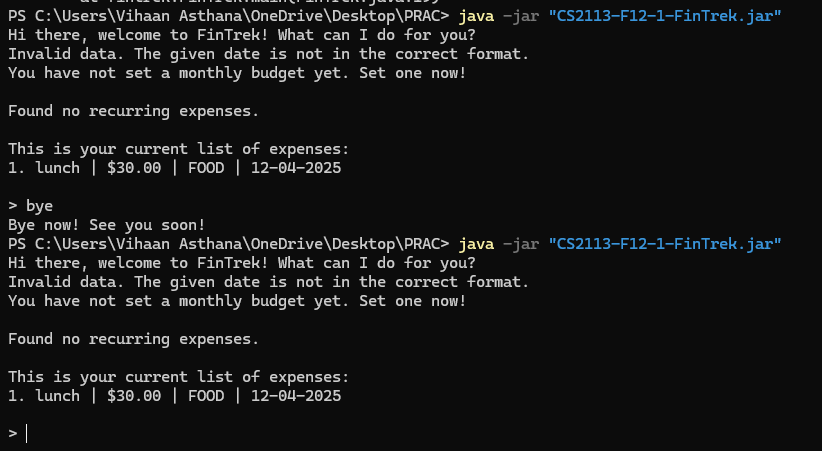 at fintrek.FinTrek.main(FinTrek.java:19)
PS C:\Users\Vihaan Asthana\OneDrive\Desktop\PRAC> java -jar "CS2113-F12-1-FinTrek.jar"
Hi there, welcome to FinTrek! What can I do for you?
Invalid data. The given date is not in the correct format.
You have not set a monthly budget yet. Set one now!
Found no recurring expenses.
This is your current list of expenses:
1. lunch | $30.00 | FOOD | 12-04-2025
> bye
Bye now! See you soon!
PS C:\Users\Vihaan Asthana\OneDrive\Desktop\PRAC> java -jar "CS2113-F12-1-FinTrek.jar"
Hi there, welcome to FinTrek! What can I do for you?
Invalid data. The given date is not in the correct format.
You have not set a monthly budget yet. Set one now!
Found no recurring expenses.
This is your current list of expenses:
1. lunch | $30.00 | FOOD | 12-04-2025
>